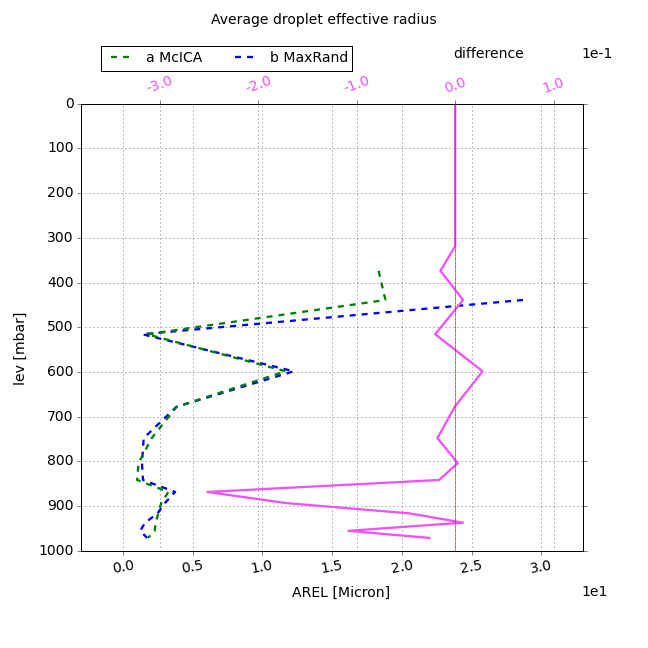 Average droplet effective radius
a McICA b MaxRand
difference 1e-1
-3.0 -2.0 -1.0 0.0 1.0
0
100
200
300
400
500
600
700
800
900
1000
lev [mbar]
0.0 0.5 1.0 1.5 2.0 2.5 3.0
AREL [Micron] 1e1